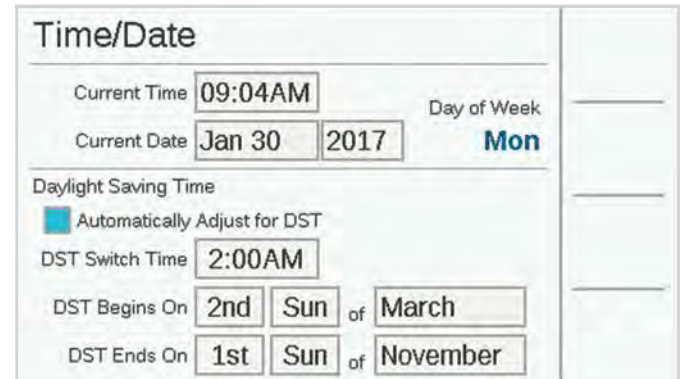 Time/Date
Current Time 09:04AM
Day of Week
Current Date Jan 30 2017 Mon
Daylight Saving Time
Automatically Adjust for DST
DST Switch Time 2:00AM
DST Begins On 2nd Sun of March
DST Ends On 1st Sun of November